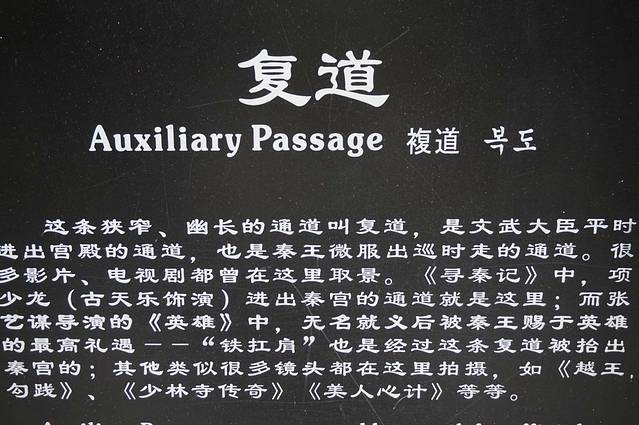 复道
Auxiliary Passage 複道 복도
这条狭窄、幽长的通道叫复道，是文武大臣平时
进出宫殿的通道，也是秦王微服出巡时走的通道。很
多影片、电视剧都曾在这里取景。《寻秦记》中，项
少龙（古天乐饰演）进出秦宫的通道就是这里；而张
艺谋导演的《英雄》中，无名就义后被秦王赐于英雄
的最高礼遇——“铁扛肩”也是经过这条复道被抬出
秦宫的；其他类似很多镜头都在这里拍摄，如《越王
勾践》、《少林寺传奇》《美人心计》等等。